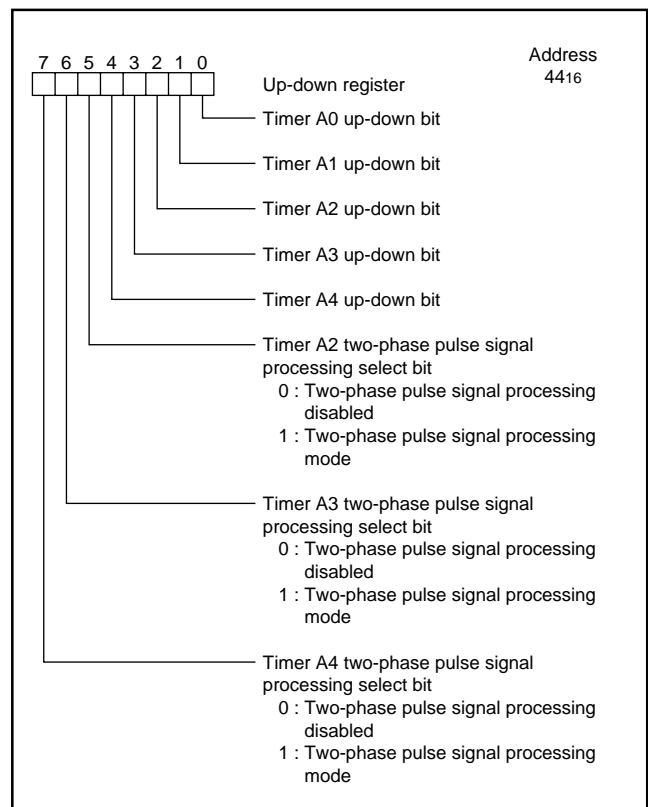 Address
4416
7 6 5 4 3 2 1 0
Up-down register
Timer A0 up-down bit
Timer A1 up-down bit
Timer A2 up-down bit
Timer A3 up-down bit
Timer A4 up-down bit
Timer A2 two-phase pulse signal
processing select bit
0 : Two-phase pulse signal processing
disabled
1 : Two-phase pulse signal processing
mode
Timer A3 two-phase pulse signal
processing select bit
0 : Two-phase pulse signal processing
disabled
1 : Two-phase pulse signal processing
mode
Timer A4 two-phase pulse signal
processing select bit
0 : Two-phase pulse signal processing
disabled
1 : Two-phase pulse signal processing
mode